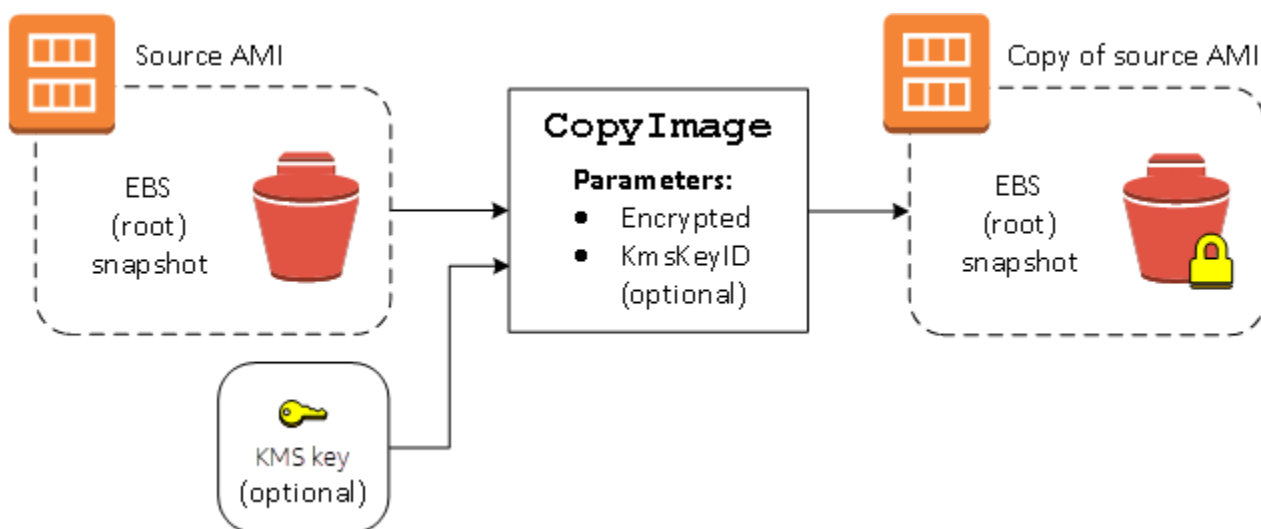 Source AMI
EBS
(root)
snapshot
KMS key
(optional)
CopyImage
Parameters:
● Encrypted
● KmsKeyID
(optional)
Copy of source AMI
EBS
(root)
snapshot